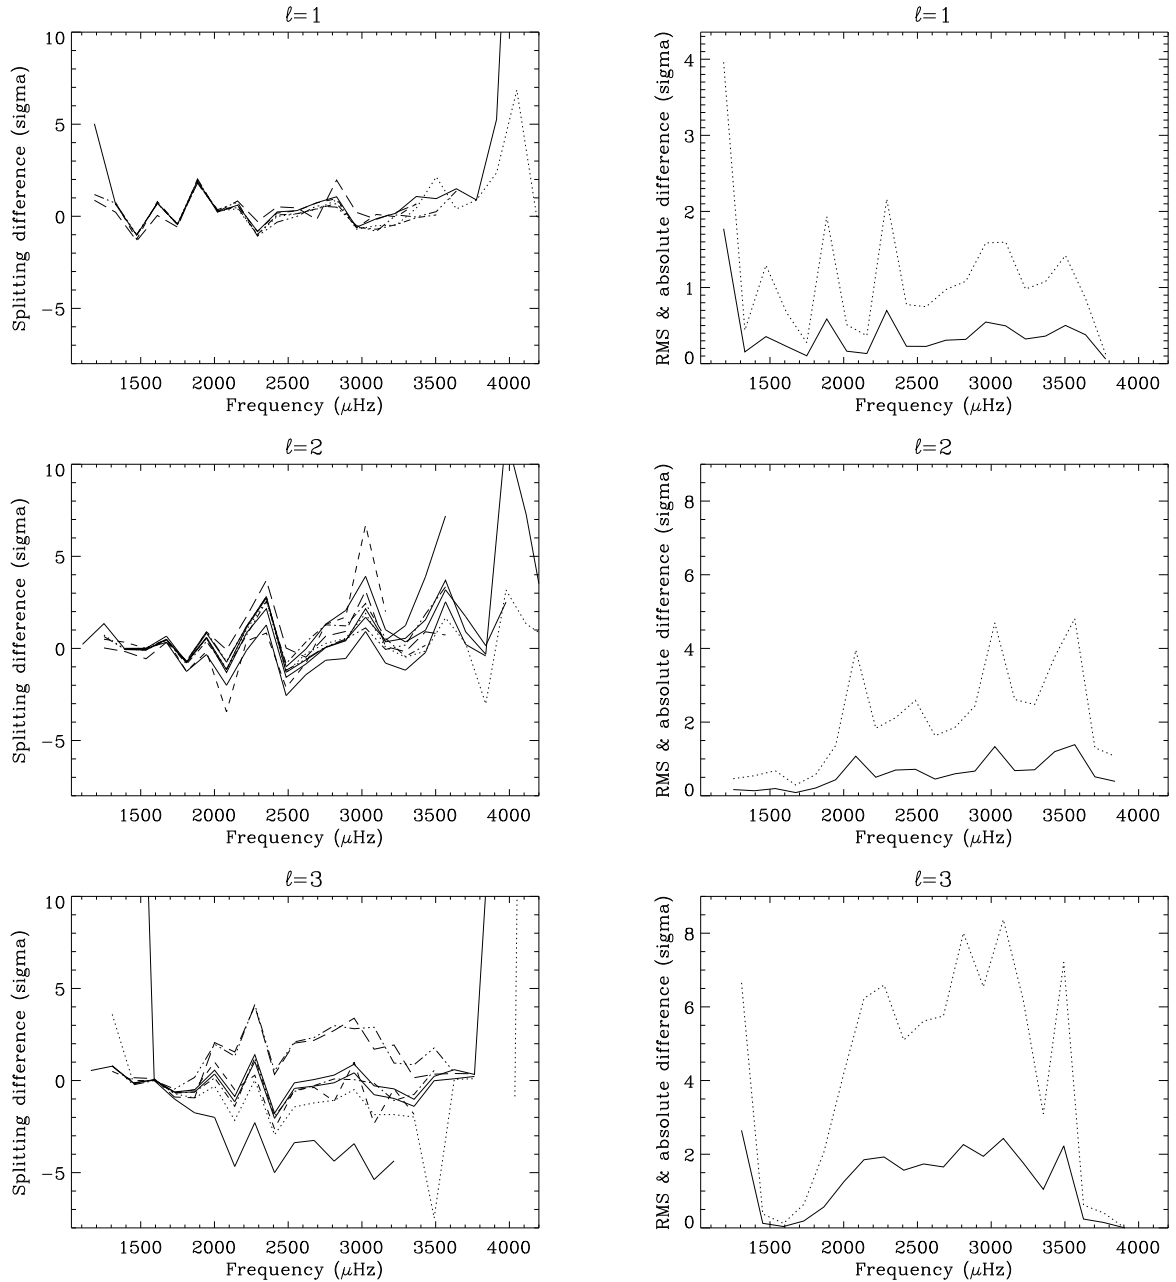 ℓ=1
10
5
0
−5
Splitting difference (sigma)
1500 2000 2500 3000 3500 4000
Frequency (μHz)
ℓ=1
4
3
2
1
0
RMS & absolute difference (sigma)
1500 2000 2500 3000 3500 4000
Frequency (μHz)
ℓ=2
10
5
0
−5
Splitting difference (sigma)
1500 2000 2500 3000 3500 4000
Frequency (μHz)
ℓ=2
8
6
4
2
0
RMS & absolute difference (sigma)
1500 2000 2500 3000 3500 4000
Frequency (μHz)
ℓ=3
10
5
0
−5
Splitting difference (sigma)
1500 2000 2500 3000 3500 4000
Frequency (μHz)
ℓ=3
8
6
4
2
0
RMS & absolute difference (sigma)
1500 2000 2500 3000 3500 4000
Frequency (μHz)